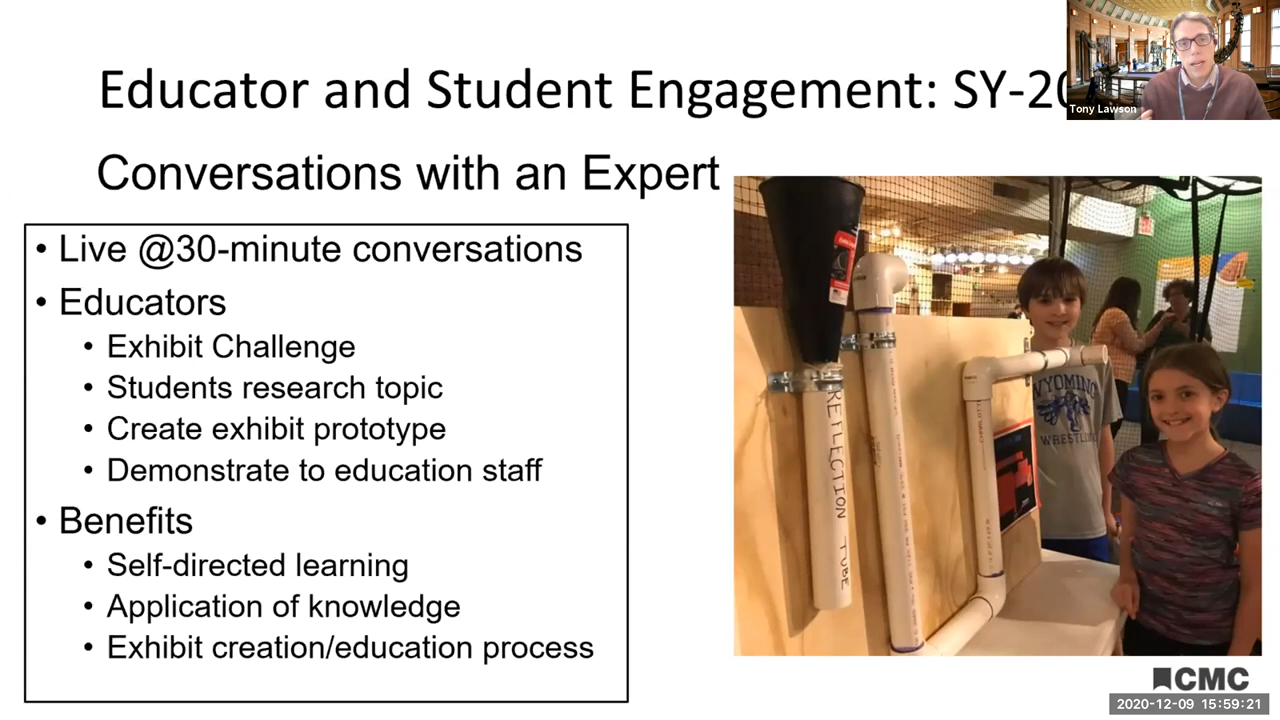 Educator and Student Engagement: SY-20
Tony Lawson
Conversations with an Expert
• Live @30-minute conversations
• Educators
• Exhibit Challenge
• Students research topic
• Create exhibit prototype
• Demonstrate to education staff
• Benefits
• Self-directed learning
• Application of knowledge
• Exhibit creation/education process
REFLECTION TUBE
WYOMING
WRESTLING
CMC
2020-12-09 15:59:21